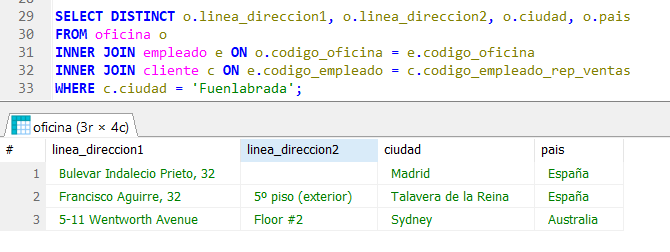 29 SELECT DISTINCT o.linea_direccion1, o.linea_direccion2, o.ciudad, o.pais
30 FROM oficina o
31 INNER JOIN empleado e ON o.codigo_oficina = e.codigo_oficina
32 INNER JOIN cliente c ON e.codigo_empleado = c.codigo_empleado_rep_ventas
33 WHERE c.ciudad = 'Fuenlabrada';
oficina (3r × 4c)
# linea_direccion1 linea_direccion2 ciudad pais
1 Bulevar Indalecio Prieto, 32 Madrid España
2 Francisco Aguirre, 32 5º piso (exterior) Talavera de la Reina España
3 5-11 Wentworth Avenue Floor #2 Sydney Australia